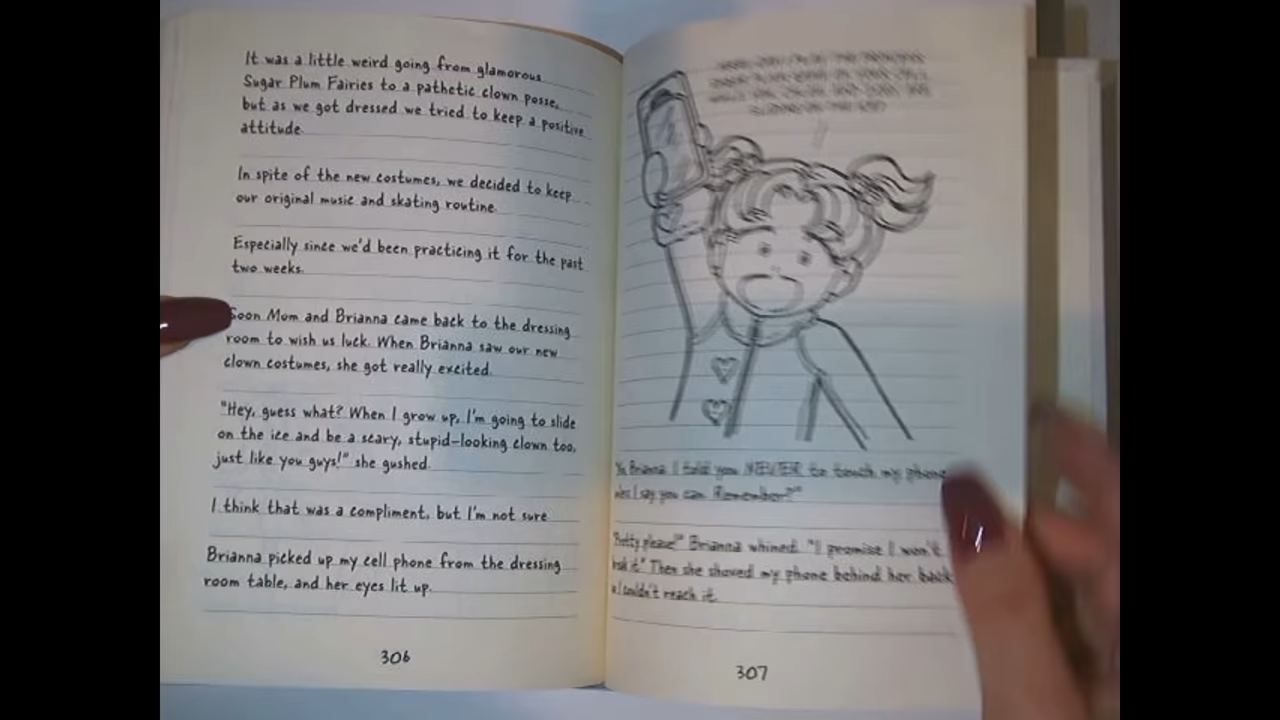 It was a little weird going from glamorous
Sugar Plum Fairies to a pathetic clown posse,
but as we got dressed we tried to keep a positive
attitude.
In spite of the new costumes, we decided to keep
our original music and skating routine.
Especially since we'd been practicing it for the past
two weeks.
Soon Mom and Brianna came back to the dressing
room to wish us luck. When Brianna saw our new
clown costumes, she got really excited.
"Hey, guess what? When I grow up, I'm going to slide
on the ice and be a scary, stupid-looking clown too,
just like you guys!" she gushed.
I think that was a compliment, but I'm not sure
Brianna picked up my cell phone from the dressing
room table, and her eyes lit up.
306
Brianna. I told you NEVER to touch my phone
I say you can. Remember?"
"Pretty please!" Brianna whined. "I promise I won't
it." Then she shoved my phone behind her back
I couldn't reach it.
307